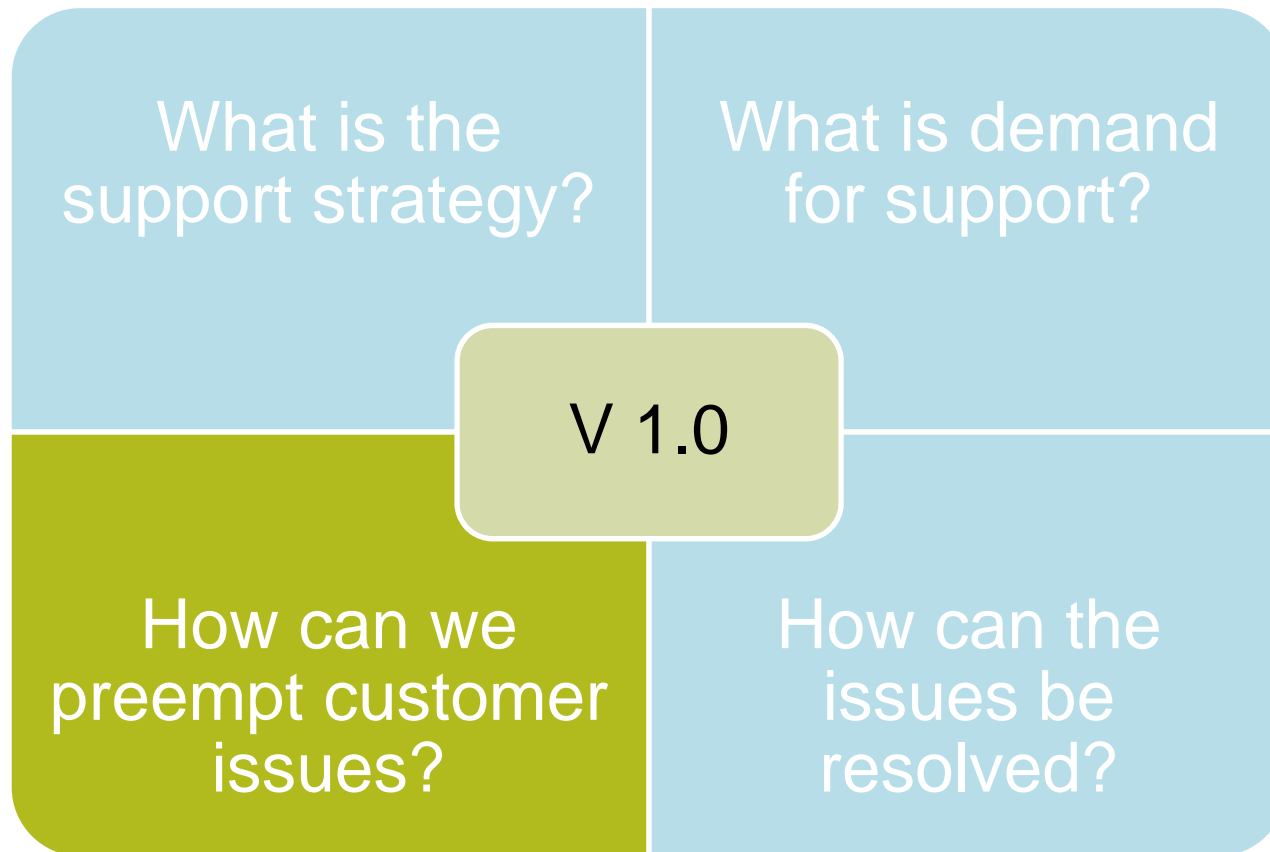 What is the
support strategy?
What is demand
for support?
V 1.0
How can we
preempt customer
issues?
How can the
issues be
resolved?